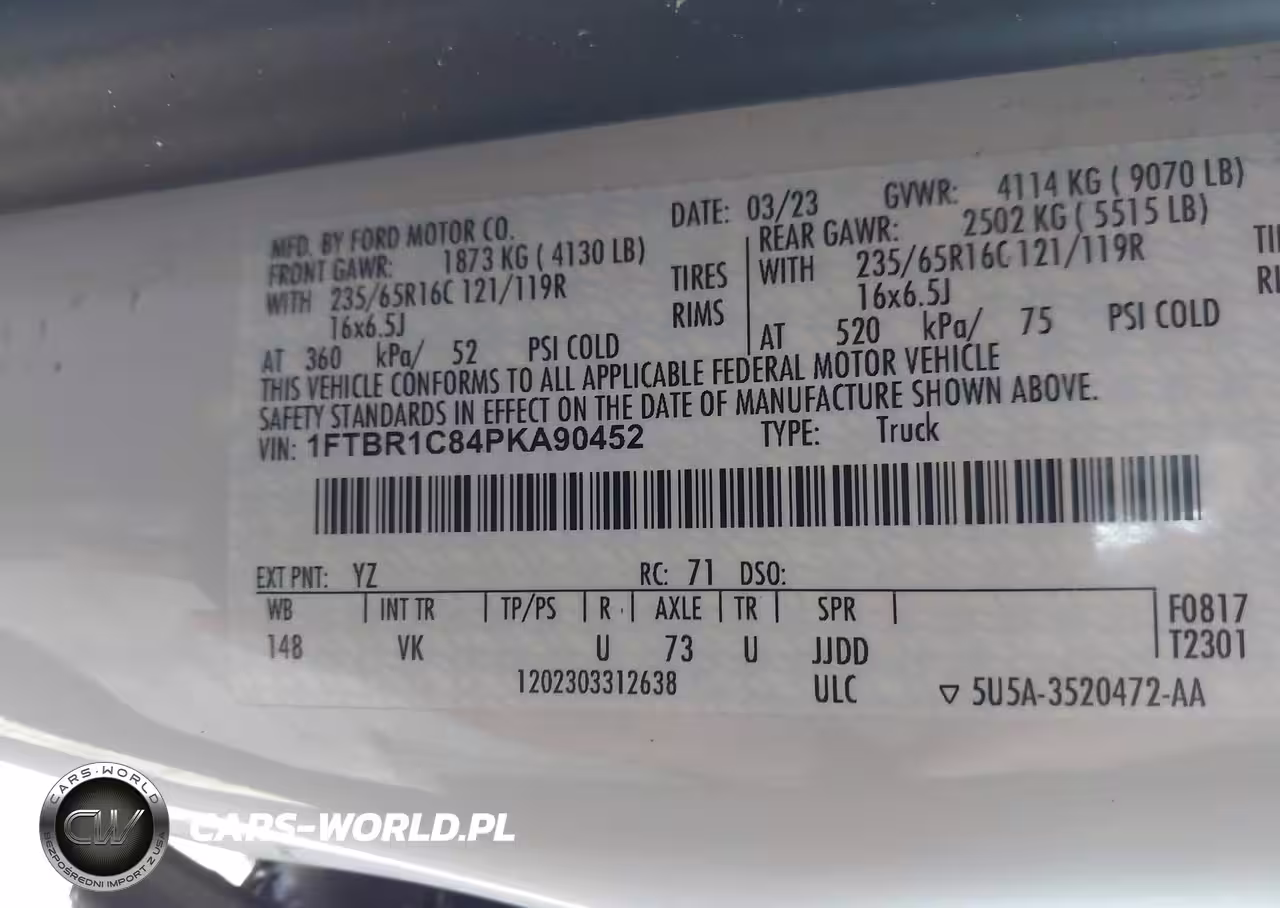 MFD. BY FORD MOTOR CO. DATE: 03/23 GVWR: 4114 KG ( 9070 LB)
FRONT GAWR: 1873 KG ( 4130 LB) REAR GAWR: 2502 KG ( 5515 LB)
WITH 235/65R16C 121/119R TIRES WITH 235/65R16C 121/119R TI
16x6.5J RIMS 16x6.5J RI
AT 360 kPa/ 52 PSI COLD AT 520 kPa/ 75 PSI COLD
THIS VEHICLE CONFORMS TO ALL APPLICABLE FEDERAL MOTOR VEHICLE
SAFETY STANDARDS IN EFFECT ON THE DATE OF MANUFACTURE SHOWN ABOVE.
VIN: 1FTBR1C84PKA90452 TYPE: Truck
EXT PNT: YZ RC: 71 DSO:
WB INT TR TP/PS R AXLE TR SPR F0817
148 VK U 73 U JJDD T2301
1202303312638 ULC ▽ 5U5A-3520472-AA
CARS-WORLD
CW
BEZPOŚREDNI IMPORT Z USA
CARS-WORLD.PL